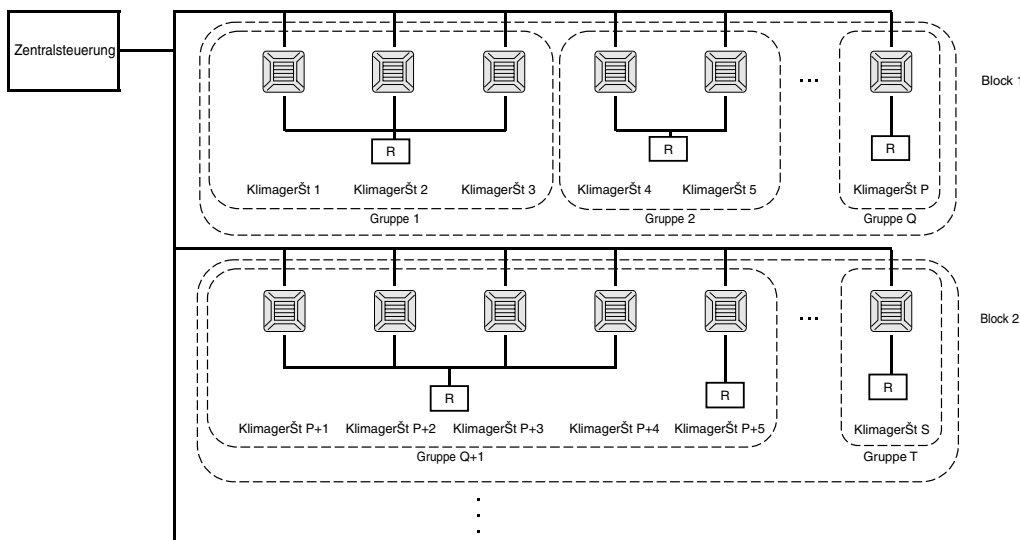 Zentralsteuerung
Block 1
R
R
R
KlimagerŠt 1
KlimagerŠt 2
KlimagerŠt 3
KlimagerŠt 4
KlimagerŠt 5
KlimagerŠt P
Gruppe 1
Gruppe 2
Gruppe Q
Block 2
R
R
R
KlimagerŠt P+1
KlimagerŠt P+2
KlimagerŠt P+3
KlimagerŠt P+4
KlimagerŠt P+5
KlimagerŠt S
Gruppe Q+1
Gruppe T